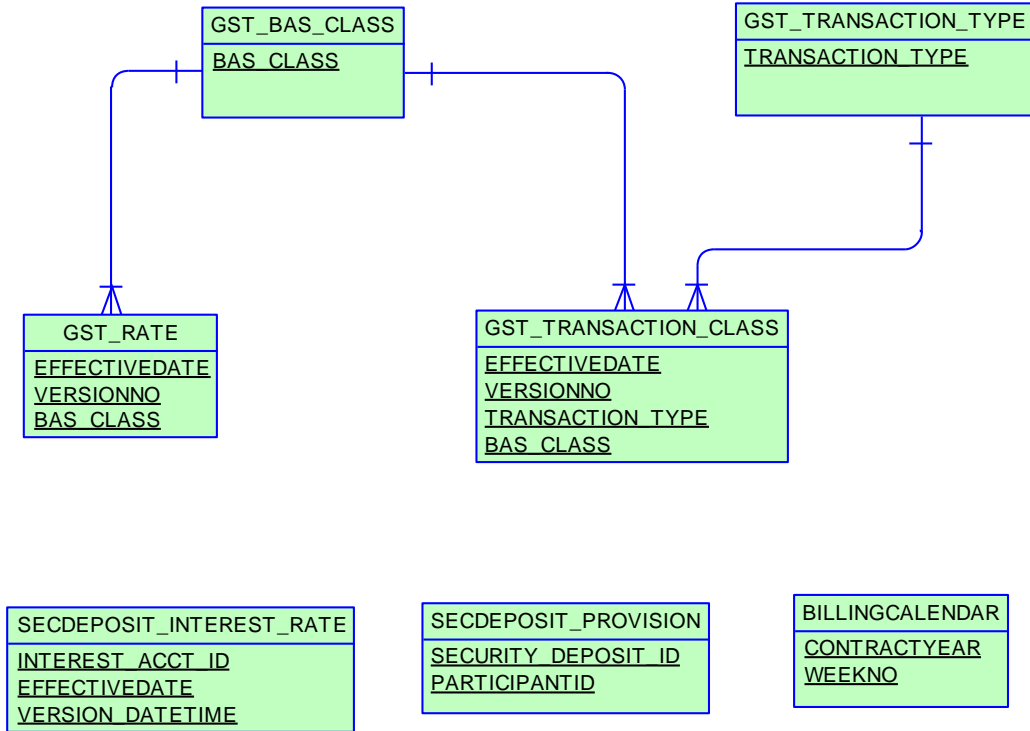 GST_BAS_CLASS
BAS_CLASS
GST_TRANSACTION_TYPE
TRANSACTION_TYPE
GST_RATE
EFFECTIVEDATE
VERSIONNO
BAS_CLASS
GST_TRANSACTION_CLASS
EFFECTIVEDATE
VERSIONNO
TRANSACTION_TYPE
BAS_CLASS
SECDEPOSIT_INTEREST_RATE
INTEREST_ACCT_ID
EFFECTIVEDATE
VERSION_DATETIME
SECDEPOSIT_PROVISION
SECURITY_DEPOSIT_ID
PARTICIPANTID
BILLINGCALENDAR
CONTRACTYEAR
WEEKNO